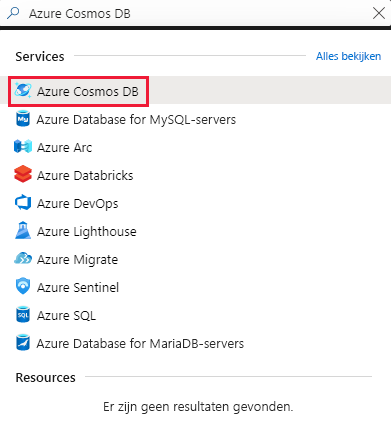 Azure Cosmos DB
Services Alles bekijken
Azure Cosmos DB
Azure Database for MySQL-servers
Azure Arc
Azure Databricks
Azure DevOps
Azure Lighthouse
Azure Migrate
Azure Sentinel
Azure SQL
Azure Database for MariaDB-servers
Resources
Er zijn geen resultaten gevonden.